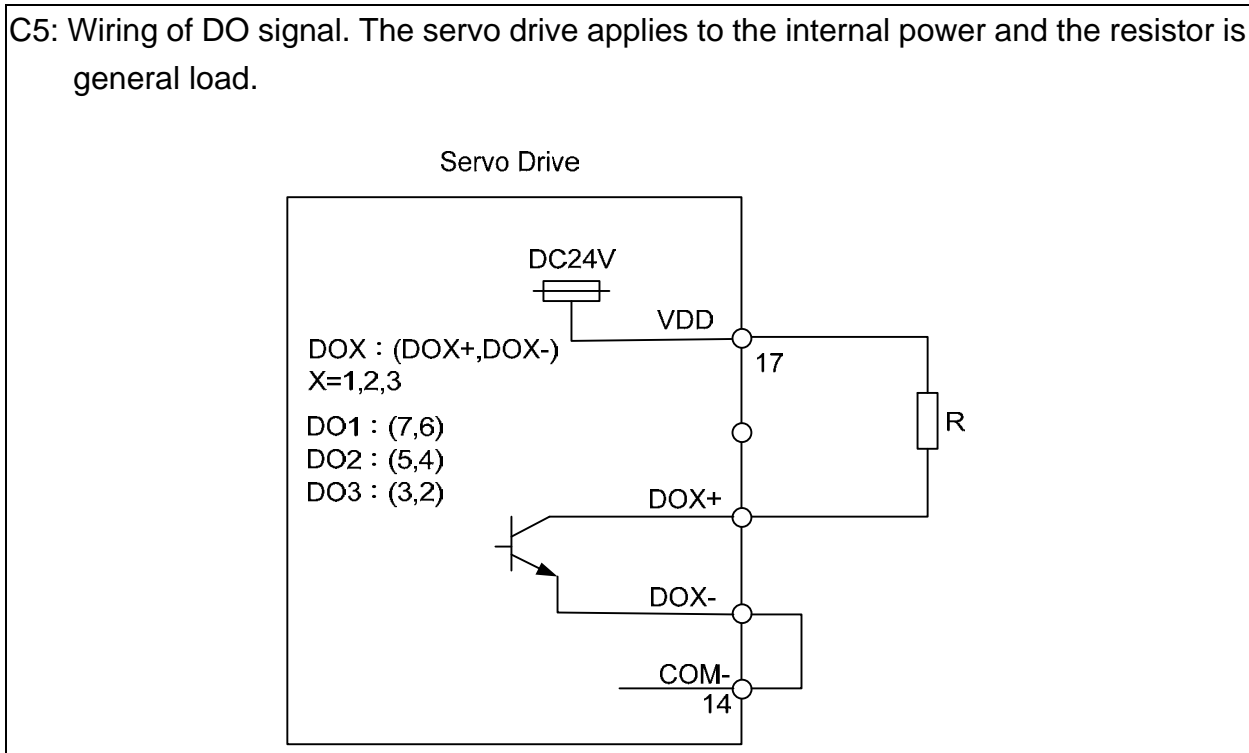 C5: Wiring of DO signal. The servo drive applies to the internal power and the resistor is
general load.
Servo Drive
DC24V
VDD
17
DOX：(DOX+,DOX-)
X=1,2,3
R
DO1：(7,6)
DO2：(5,4)
DO3：(3,2)
DOX+
DOX-
COM-
14